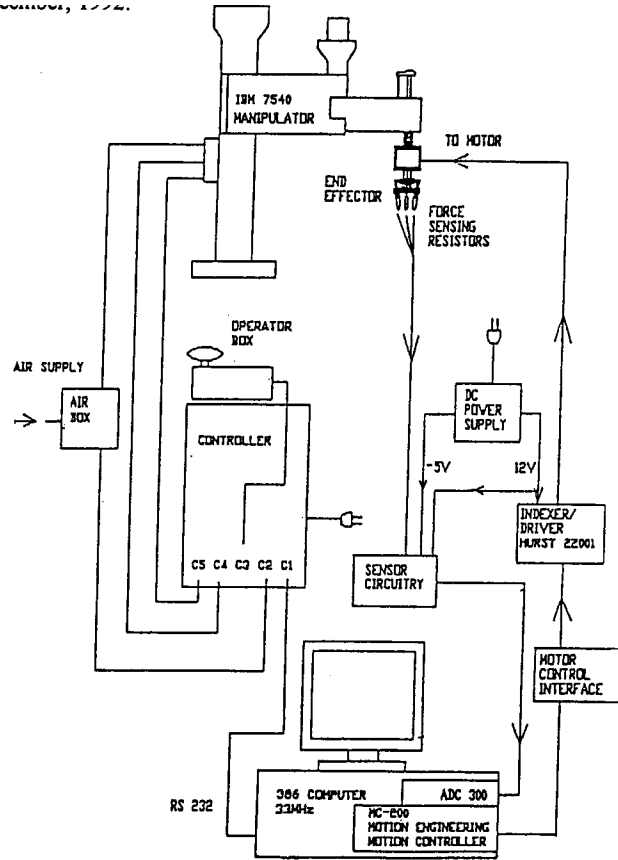 1992.
IBM 7540
MANIPULATOR
TO MOTOR
END
EFFECTOR
FORCE
SENSING
RESISTORS
OPERATOR
BOX
AIR SUPPLY
AIR
BOX
CONTROLLER
DC
POWER
SUPPLY
-5V
12V
INDEXER/
DRIVER
HURST 22001
C5 C4 C3 C2 C1
SENSOR
CIRCUITRY
MOTOR
CONTROL
INTERFACE
RS 232
386 COMPUTER
33MHz
ADC 300
MC-200
MOTION ENGINEERING
MOTION CONTROLLER